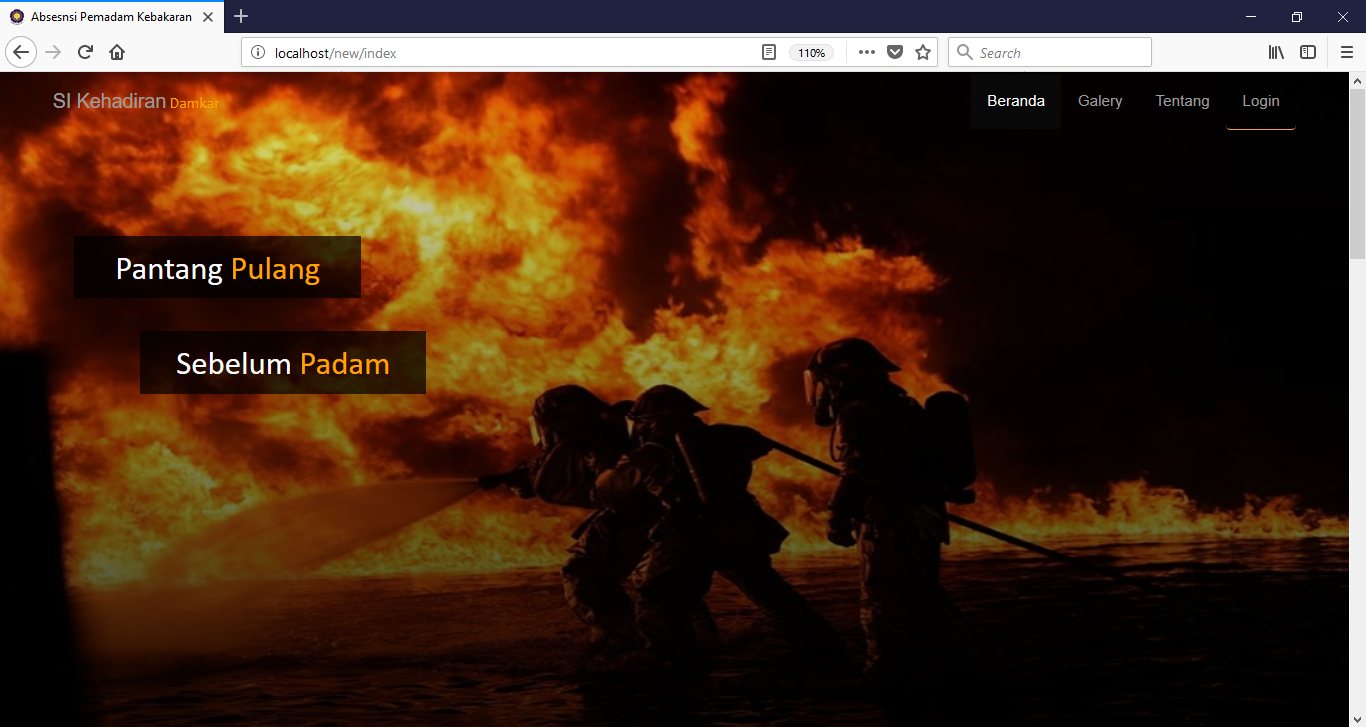 Absesnsi Pemadam Kebakaran
localhost/new/index
110%
Search
SI Kehadiran Damkar
Beranda
Galery
Tentang
Login
Pantang Pulang
Sebelum Padam